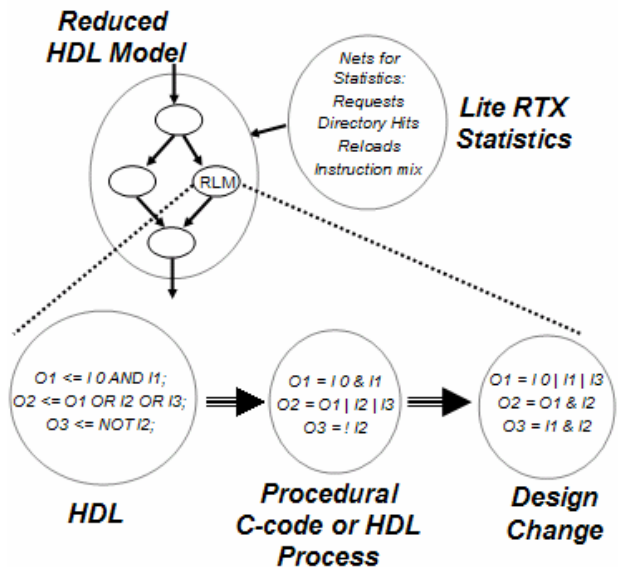 Reduced
HDL Model
Nets for
Statistics:
Requests
Directory Hits
Reloads
Instruction mix
Lite RTX
Statistics
RLM
O1 <= I 0 AND I1;
O2 <= O1 OR I2 OR I3;
O3 <= NOT I2;
O1 = I 0 & I1
O2 = O1 | I2 | I3
O3 = ! I2
O1 = I 0 | I1 | I3
O2 = O1 & I2
O3 = I1 & I2
HDL
Procedural
C-code or HDL
Process
Design
Change